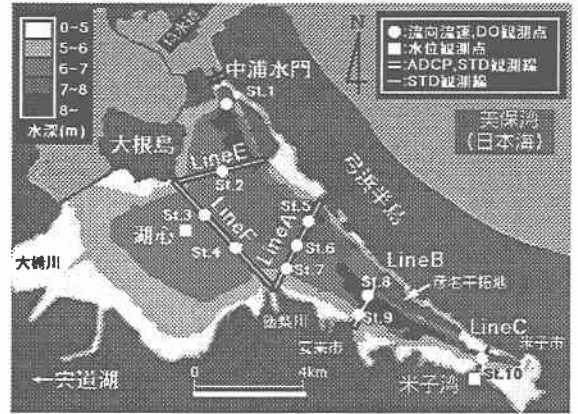 0-5
5-6
6-7
7-8
8~
水深(m)
N
:流向流速,DO観測点
:水位観測点
:ADCP,STD観測線
:STD観測線
中浦水門
St.1
大根島
美保湾
(日本海)
弓浜半島
LineE
St.2
St.3
湖心
St.4
LineF
LineA
St.5
St.6
St.7
LineB
大橋川
St.8
彦名干拓地
St.9
飯梨川
安来市
LineC
米子市
St.10
米子湾
←宍道湖
0
4km